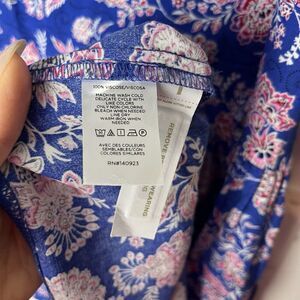 100% VISCOSE/VISCOSA
MACHINE WASH COLD
DELICATE CYCLE WITH
LIKE COLORS
ONLY NON-CHLORINE
BLEACH WHEN NEEDED
LINE DRY
WARM IRON WHEN
NEEDED
AVEC DES COULEURS
SEMBLABLES/CON
COLORES SIMILARES
RN#140923
REMOVE
WEARING